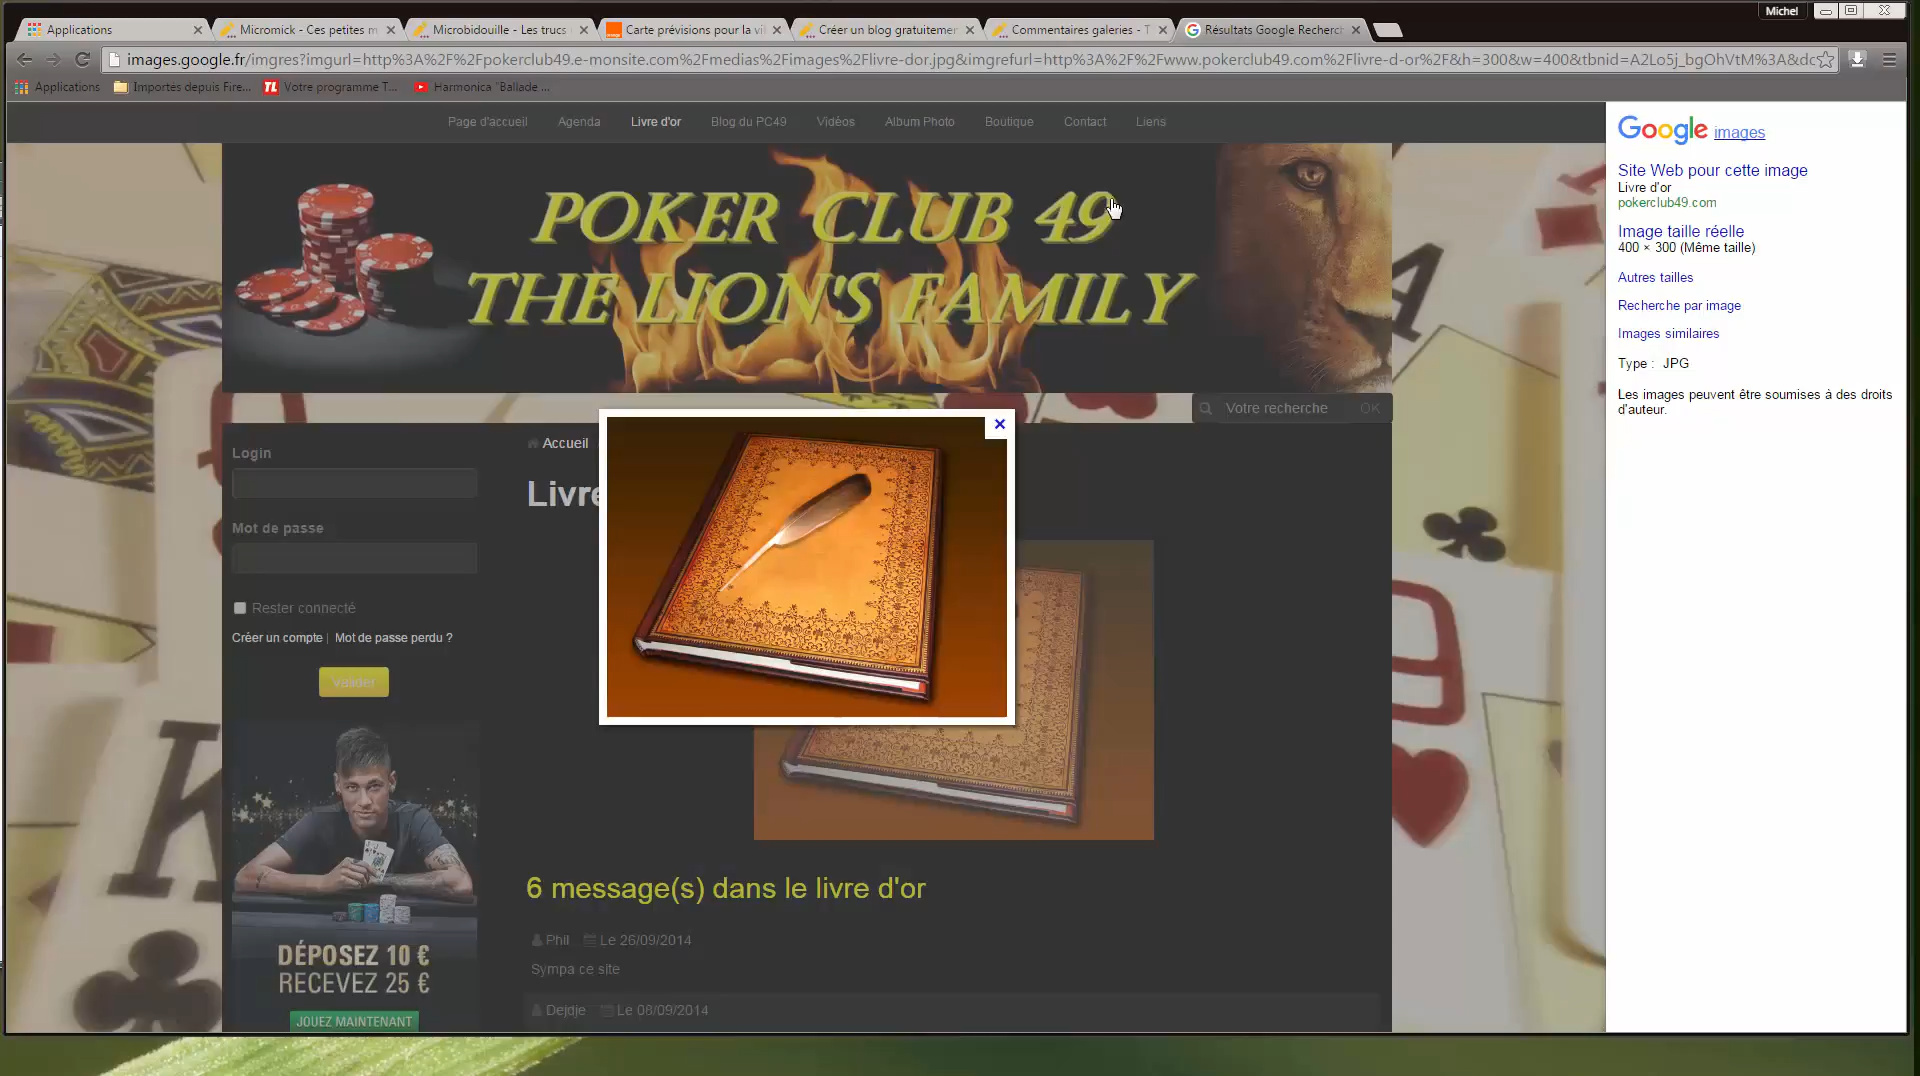 Michel
Applications
Micromick - Ces petites m
Microbidouille - Les trucs
Carte prévisions pour la vil
Créer un blog gratuitemen
Commentaires galeries - T
Résultats Google Recherc
images.google.fr/imgres?imgurl=http%3A%2F%2Fpokerclub49.e-monsite.com%2Fmedias%2Fimages%2Flivre-dor.jpg&imgrefurl=http%3A%2F%2Fwww.pokerclub49.com%2Flivre-d-or%2F&h=300&w=400&tbnid=A2Lo5j_bgOhVtM%3A&dc
Applications
Importés depuis Fire...
TL Votre programme T...
Harmonica "Ballade ...
Page d'accueil
Agenda
Livre d'or
Blog du PC49
Vidéos
Album Photo
Boutique
Contact
Liens
POKER CLUB 49
THE LION'S FAMILY
Votre recherche
OK
Accueil
Login
Livre
Mot de passe
Rester connecté
Créer un compte | Mot de passe perdu ?
Valider
DÉPOSEZ 10 €
RECEVEZ 25 €
JOUEZ MAINTENANT
6 message(s) dans le livre d'or
Phil Le 26/09/2014
Sympa ce site
Dejdje Le 08/09/2014
Google images
Site Web pour cette image
Livre d'or
pokerclub49.com
Image taille réelle
400 × 300 (Même taille)
Autres tailles
Recherche par image
Images similaires
Type : JPG
Les images peuvent être soumises à des droits
d'auteur.
K
A